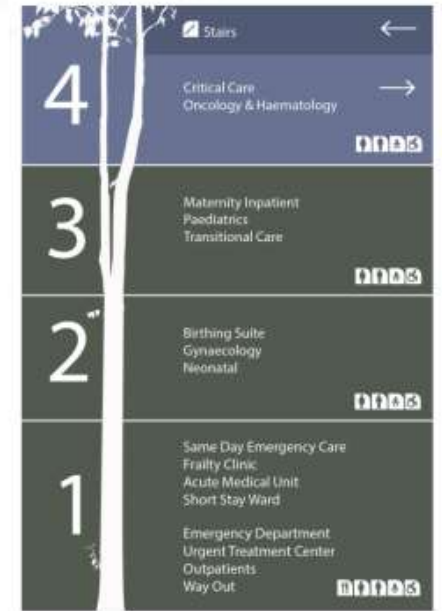 Stairs
4
Critical Care
Oncology & Haematology
3
Maternity Inpatient
Paediatrics
Transitional Care
2
Birthing Suite
Gynaecology
Neonatal
1
Same Day Emergency Care
Frailty Clinic
Acute Medical Unit
Short Stay Ward
Emergency Department
Urgent Treatment Center
Outpatients
Way Out